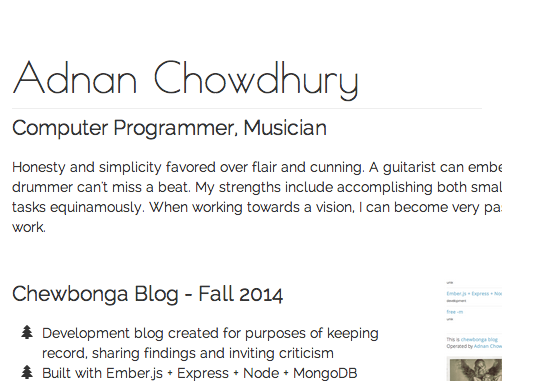 Adnan Chowdhury
Computer Programmer, Musician
Honesty and simplicity favored over flair and cunning. A guitarist can embe
drummer can't miss a beat. My strengths include accomplishing both smal
tasks equinamously. When working towards a vision, I can become very pa
work.
Chewbonga Blog - Fall 2014
Development blog created for purposes of keeping
record, sharing findings and inviting criticism
Built with Ember.js + Express + Node + MongoDB
Ember.js + Express + No
development
free
This is chewbonga blog
Operated by Adnan Chow